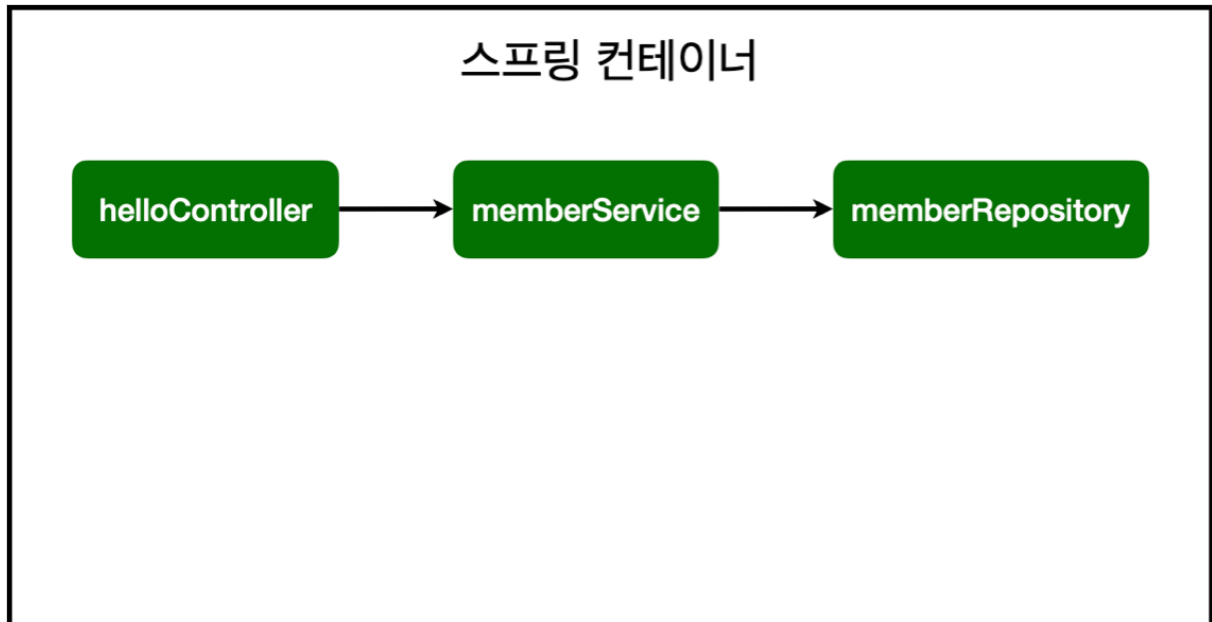 스프링 컨테이너
helloController
memberService
memberRepository